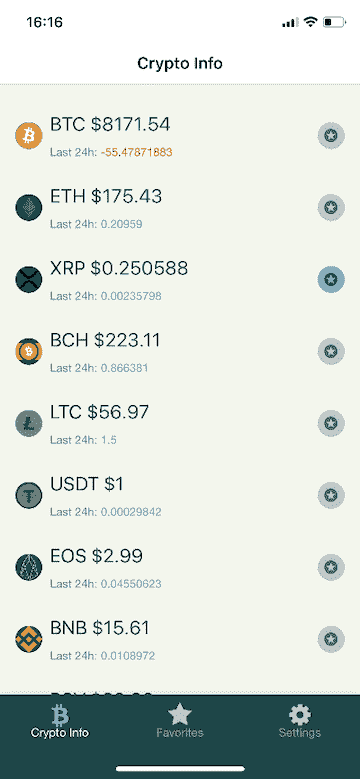 16:16
Crypto Info
BTC $8171.54
Last 24h: -55.47871883
ETH $175.43
Last 24h: 0.20959
XRP $0.250588
Last 24h: 0.00235798
BCH $223.11
Last 24h: 0.866381
LTC $56.97
Last 24h: 1.5
USDT $1
Last 24h: 0.00029842
EOS $2.99
Last 24h: 0.04550623
BNB $15.61
Last 24h: 0.0108972
Crypto Info
Favorites
Settings